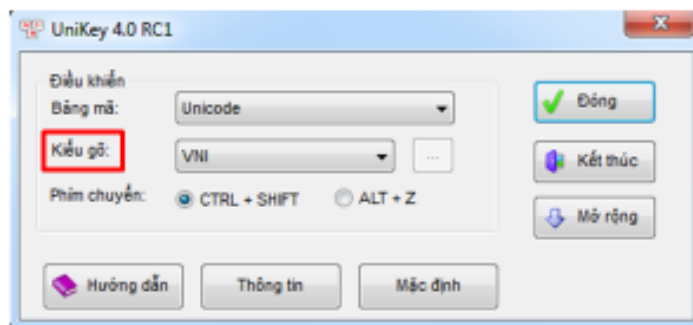 UniKey 4.0 RC1
Điều khiển
Bảng mã: Unicode
Đóng
Kiểu gõ: VNI
...
Kết thúc
Phím chuyển: CTRL + SHIFT ALT + Z
Mở rộng
Hướng dẫn Thông tin Mặc định